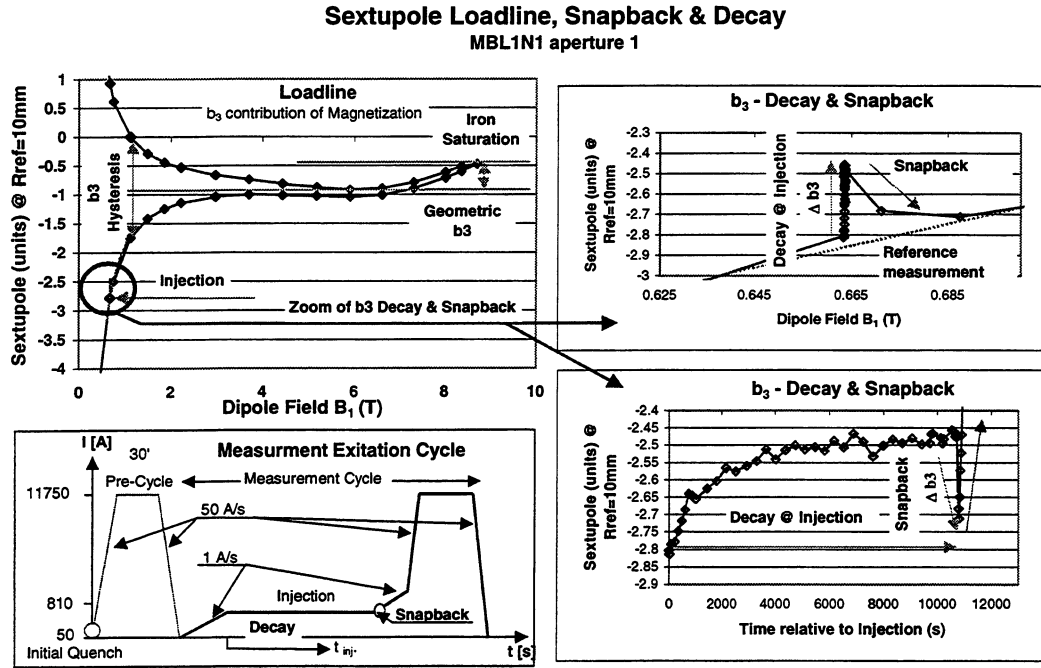 Sextupole Loadline, Snapback & Decay
MBL1N1 aperture 1
Sextupole (units) @ Rref=10mm
1
0.5
0
-0.5
-1
-1.5
-2
-2.5
-3
-3.5
-4
0
2
4
6
8
10
Dipole Field B₁ (T)
Loadline
b₃ contribution of Magnetization
Iron
Saturation
b3
Hysteresis
Geometric
b3
Injection
Zoom of b3 Decay & Snapback
b₃ - Decay & Snapback
Sextupole (units) @
Rref=10mm
-2.3
-2.4
-2.5
-2.6
-2.7
-2.8
-2.9
-3
0.625
0.645
0.665
0.685
Dipole Field B₁ (T)
Decay @ Injection
Δ b3
Snapback
Reference
measurement
b₃ - Decay & Snapback
Sextupole (units) @
Rref=10mm
-2.4
-2.45
-2.5
-2.55
-2.6
-2.65
-2.7
-2.75
-2.8
-2.85
-2.9
0
2000
4000
6000
8000
10000
12000
Time relative to Injection (s)
Decay @ Injection
Snapback
Δ b3
I [A]
30'
Measurment Exitation Cycle
Pre-Cycle
Measurement Cycle
11750
50 A/s
1 A/s
810
Injection
Snapback
50
Decay
Initial Quench
t inj.
t [s]